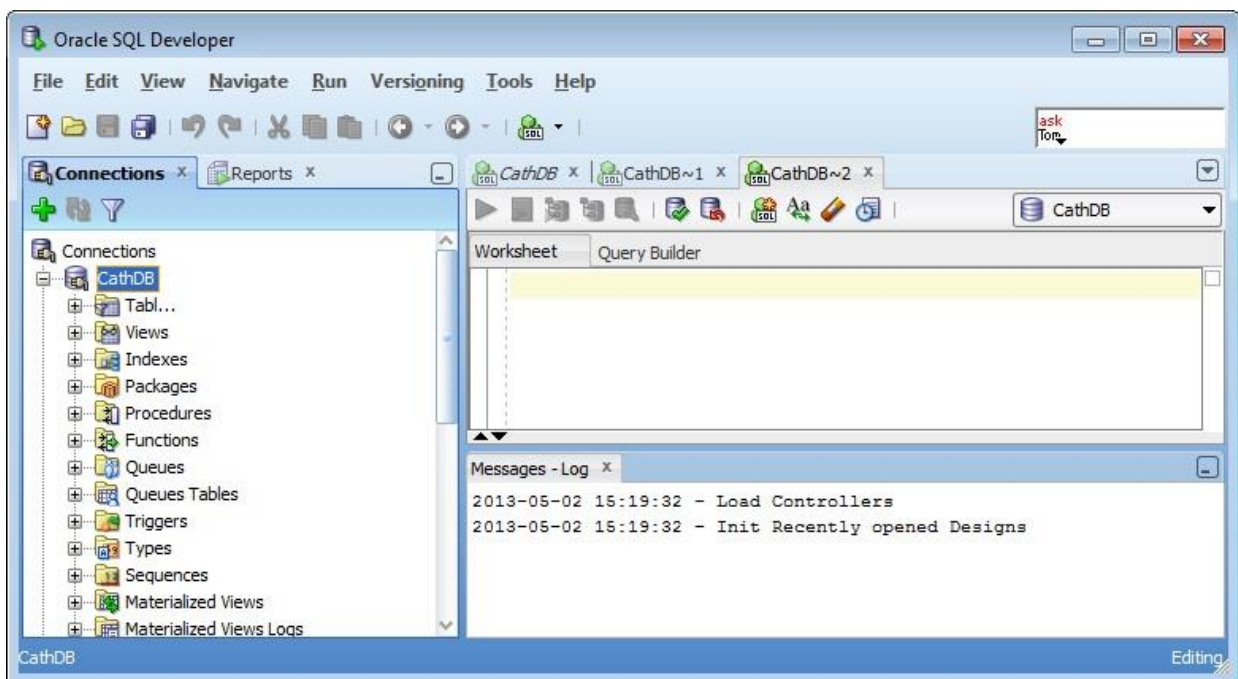 Oracle SQL Developer
File Edit View Navigate Run Versioning Tools Help
ask
Tom
Connections x Reports x
CathDB x CathDB~1 x CathDB~2 x
CathDB
Worksheet Query Builder
Connections
CathDB
Tabl...
Views
Indexes
Packages
Procedures
Functions
Queues
Queues Tables
Triggers
Types
Sequences
Materialized Views
Materialized Views Logs
Messages - Log x
2013-05-02 15:19:32 - Load Controllers
2013-05-02 15:19:32 - Init Recently opened Designs
CathDB Editing